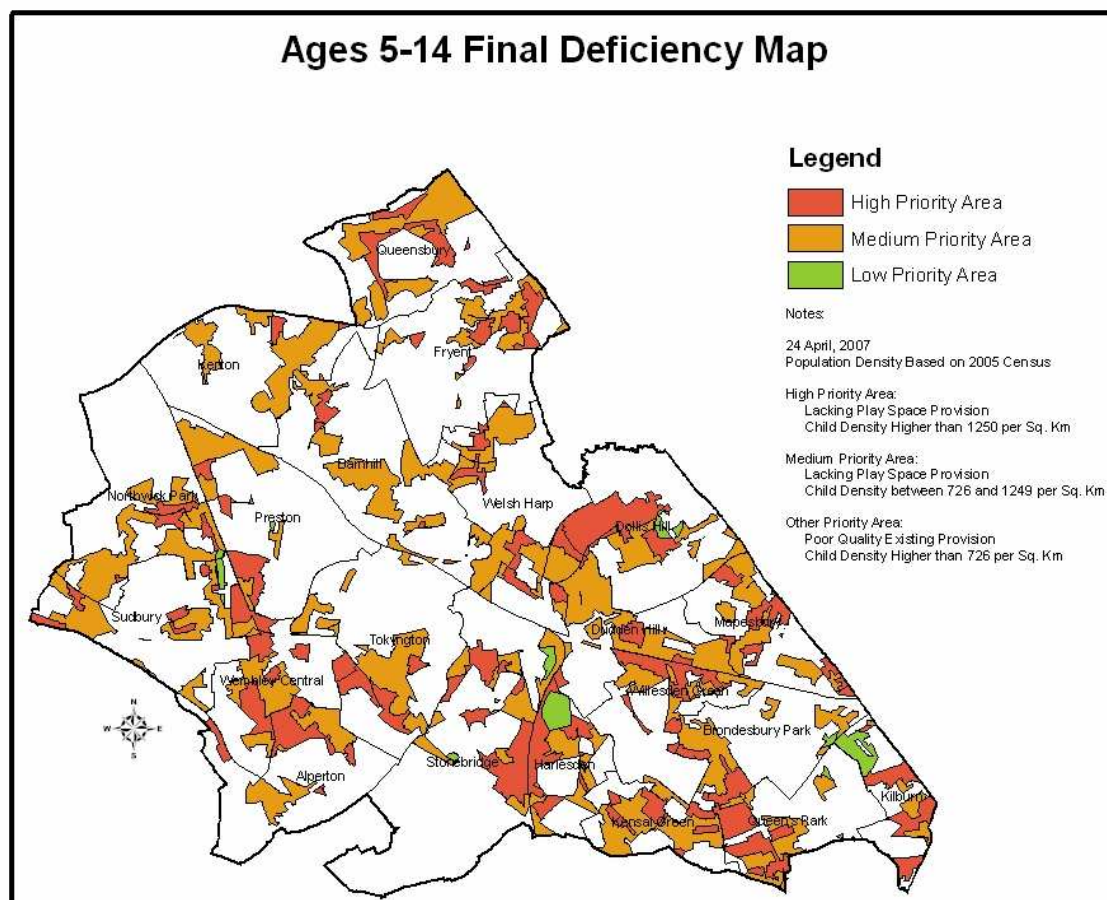 Ages 5-14 Final Deficiency Map
Legend
High Priority Area
Medium Priority Area
Low Priority Area
Notes:
24 April, 2007
Population Density Based on 2005 Census
High Priority Area:
Lacking Play Space Provision
Child Density Higher than 1250 per Sq. Km
Medium Priority Area:
Lacking Play Space Provision
Child Density between 726 and 1249 per Sq. Km
Other Priority Area:
Poor Quality Existing Provision
Child Density Higher than 726 per Sq. Km
Queensbury
Fryent
Kenton
Barnhill
Northwick Park
Welsh Harp
Preston
Dollis Hill
Sudbury
Mapesbury
Dudden Hill
Tokyngton
Wembley Central
Willesden Green
Brondesbury Park
Stonebridge
Harlesden
Alperton
Kilburn
Kensal Green
Queen's Park
N
W
E
S